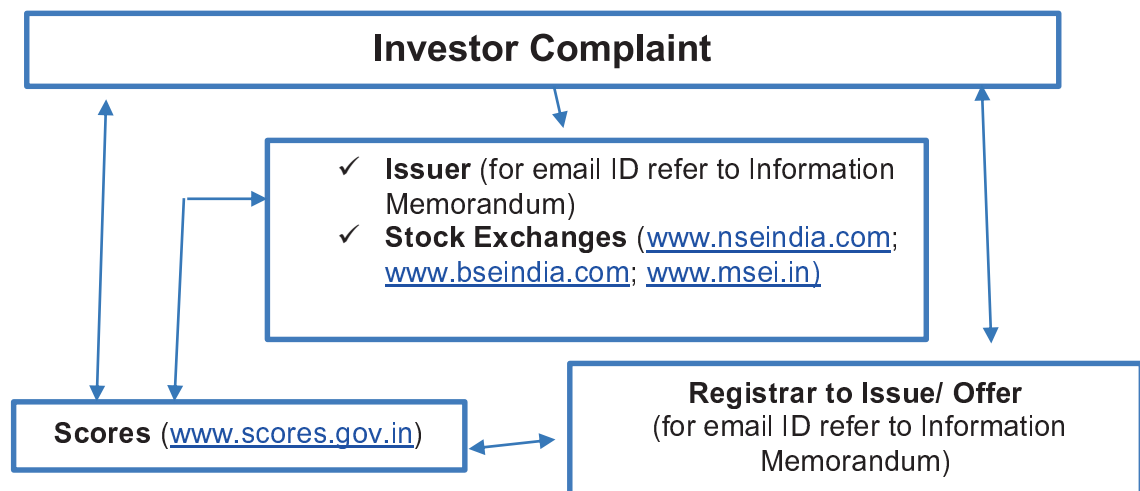 Investor Complaint
✓ Issuer (for email ID refer to Information
Memorandum)
✓ Stock Exchanges (www.nseindia.com;
www.bseindia.com; www.msei.in)
Registrar to Issue/ Offer
(for email ID refer to Information
Memorandum)
Scores (www.scores.gov.in)